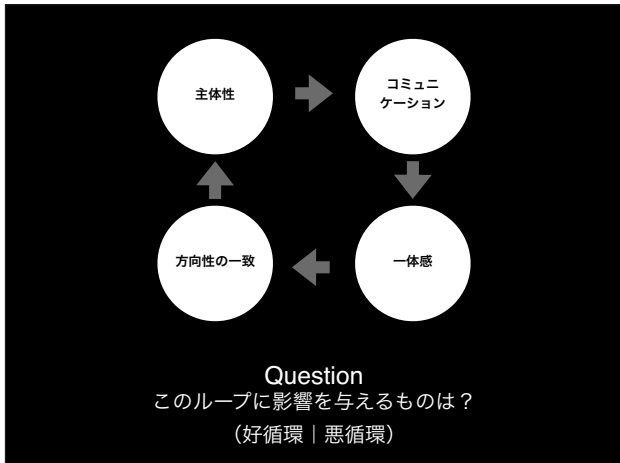 主体性
コミュニ
ケーション
方向性の一致
一体感
Question
このループに影響を与えるものは？
（好循環｜悪循環）